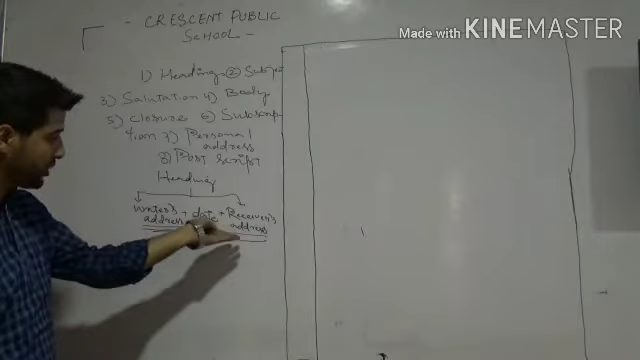 - CRESCENT PUBLIC
SCHOOL -
Made with KINEMASTER
1) Heading ② Subject
3) Salutation 4) Body
5) Closure 6) Subscrip
tion 7) Personal
address
8) Post Script
Heading
Writer's + date + Receiver's
address address